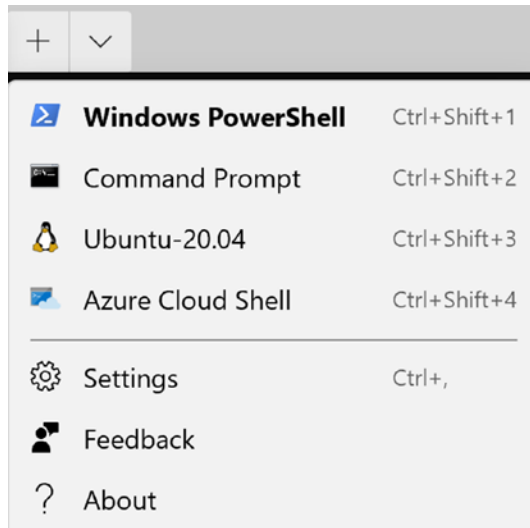 Windows PowerShell Ctrl+Shift+1
Command Prompt Ctrl+Shift+2
Ubuntu-20.04 Ctrl+Shift+3
Azure Cloud Shell Ctrl+Shift+4
Settings Ctrl+,
Feedback
About